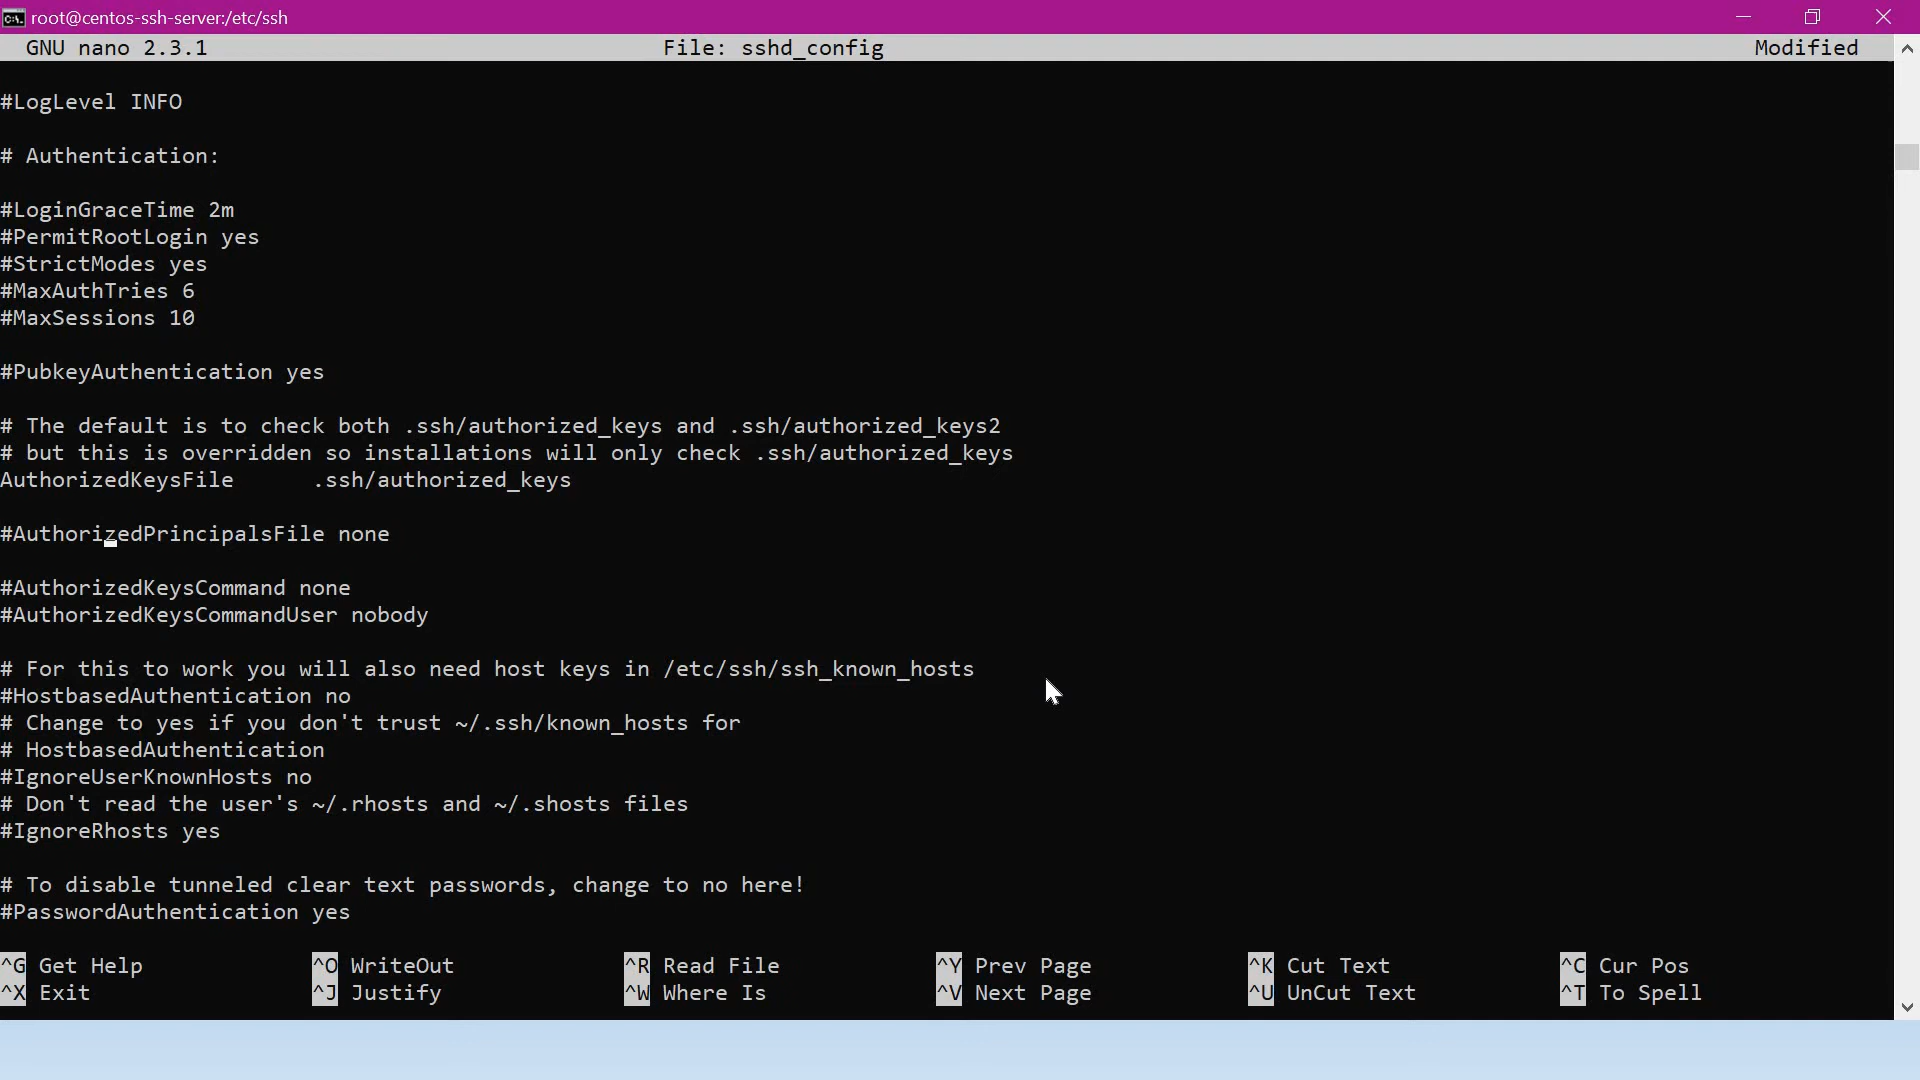 root@centos-ssh-server:/etc/ssh
GNU nano 2.3.1 File: sshd_config Modified
#LogLevel INFO
# Authentication:
#LoginGraceTime 2m
#PermitRootLogin yes
#StrictModes yes
#MaxAuthTries 6
#MaxSessions 10
#PubkeyAuthentication yes
# The default is to check both .ssh/authorized_keys and .ssh/authorized_keys2
# but this is overridden so installations will only check .ssh/authorized_keys
AuthorizedKeysFile .ssh/authorized_keys
#AuthorizedPrincipalsFile none
#AuthorizedKeysCommand none
#AuthorizedKeysCommandUser nobody
# For this to work you will also need host keys in /etc/ssh/ssh_known_hosts
#HostbasedAuthentication no
# Change to yes if you don't trust ~/.ssh/known_hosts for
# HostbasedAuthentication
#IgnoreUserKnownHosts no
# Don't read the user's ~/.rhosts and ~/.shosts files
#IgnoreRhosts yes
# To disable tunneled clear text passwords, change to no here!
#PasswordAuthentication yes
^G Get Help ^O WriteOut ^R Read File ^Y Prev Page ^K Cut Text ^C Cur Pos
^X Exit ^J Justify ^W Where Is ^V Next Page ^U UnCut Text ^T To Spell